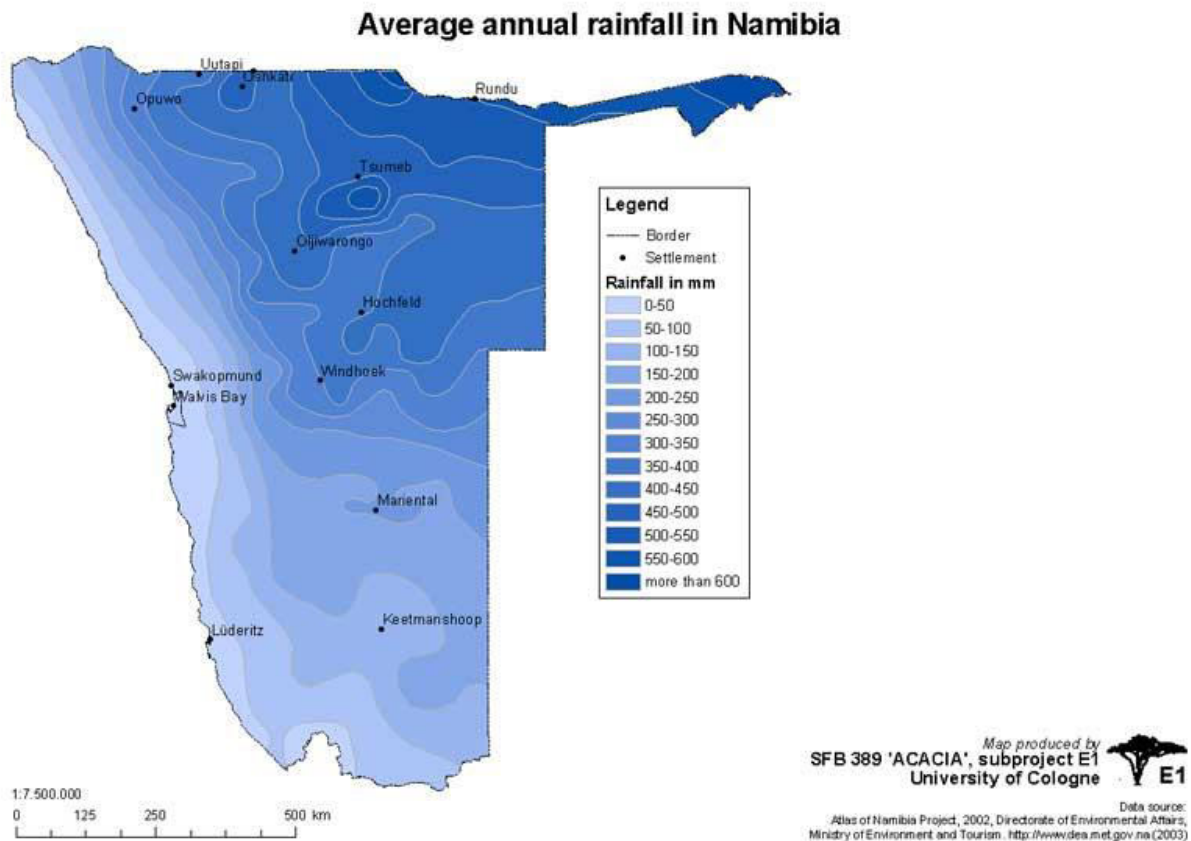 Average annual rainfall in Namibia
Uutapi
Oshkati
Opuwo
Rundu
Tsumeb
Otjiwarongo
Hochfeld
Windhoek
Swakopmund
Walvis Bay
Mariental
Keetmanshoop
Lüderitz
Legend
Border
Settlement
Rainfall in mm
0-50
50-100
100-150
150-200
200-250
250-300
300-350
350-400
400-450
450-500
500-550
550-600
more than 600
1:7.500.000
0 125 250 500 km
Map produced by
SFB 389 'ACACIA', subproject E1
University of Cologne
E1
Data source:
Atlas of Namibia Project, 2002, Directorate of Environmental Affairs,
Ministry of Environment and Tourism. http://www.dea.met.gov.na (2003)